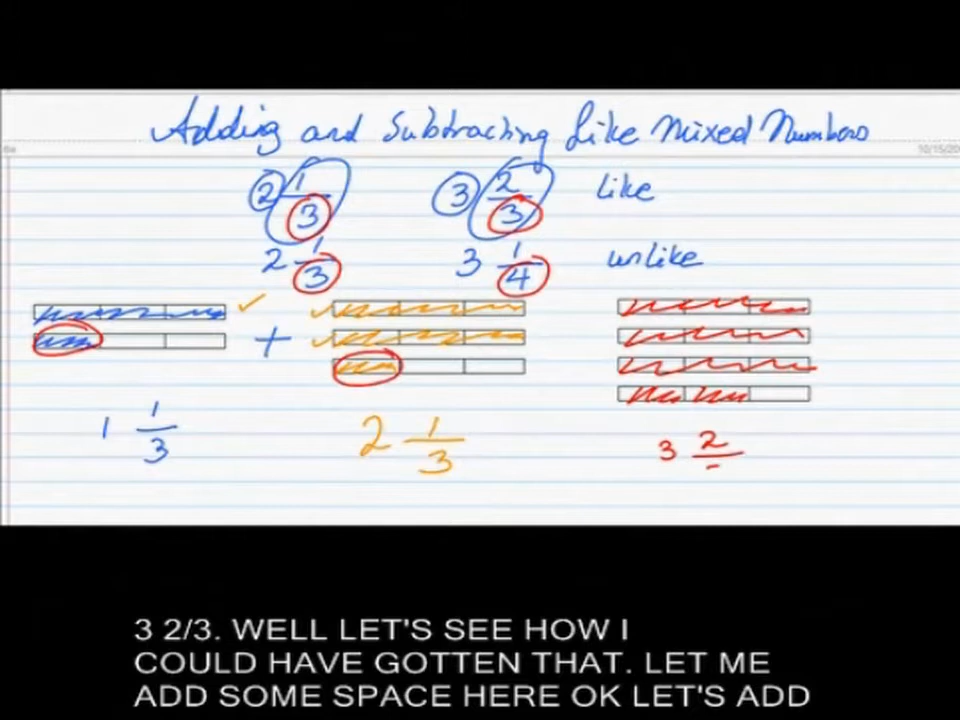 Adding and Subtracting Like Mixed Numbers
2 1/3 3 2/3 like
2 1/3 3 1/4 unlike
+
1 1/3 2 1/3 3 2
3 2/3. WELL LET'S SEE HOW I
COULD HAVE GOTTEN THAT. LET ME
ADD SOME SPACE HERE OK LET'S ADD